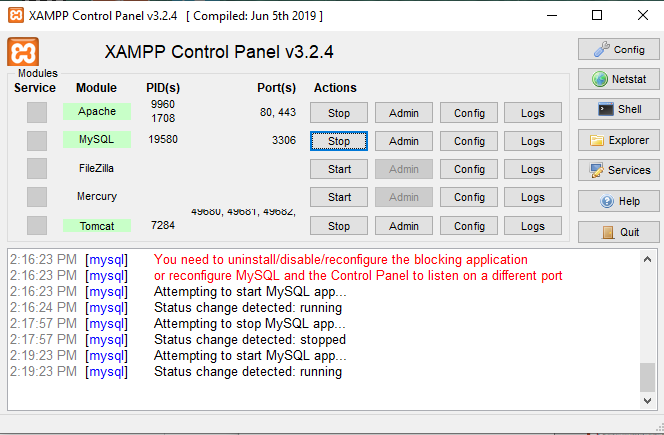 XAMPP Control Panel v3.2.4 [ Compiled: Jun 5th 2019 ]
XAMPP Control Panel v3.2.4
Config
Modules
Service Module PID(s) Port(s) Actions
Netstat
Apache 9960 1708 80, 443 Stop Admin Config Logs
Shell
MySQL 19580 3306 Stop Admin Config Logs
Explorer
FileZilla Start Admin Config Logs
Services
Mercury Start Admin Config Logs
Help
49680, 49681, 49682,
Tomcat 7284 Stop Admin Config Logs
Quit
2:16:23 PM [mysql] You need to uninstall/disable/reconfigure the blocking application
2:16:23 PM [mysql] or reconfigure MySQL and the Control Panel to listen on a different port
2:16:23 PM [mysql] Attempting to start MySQL app...
2:16:24 PM [mysql] Status change detected: running
2:17:57 PM [mysql] Attempting to stop MySQL app...
2:17:57 PM [mysql] Status change detected: stopped
2:19:23 PM [mysql] Attempting to start MySQL app...
2:19:23 PM [mysql] Status change detected: running